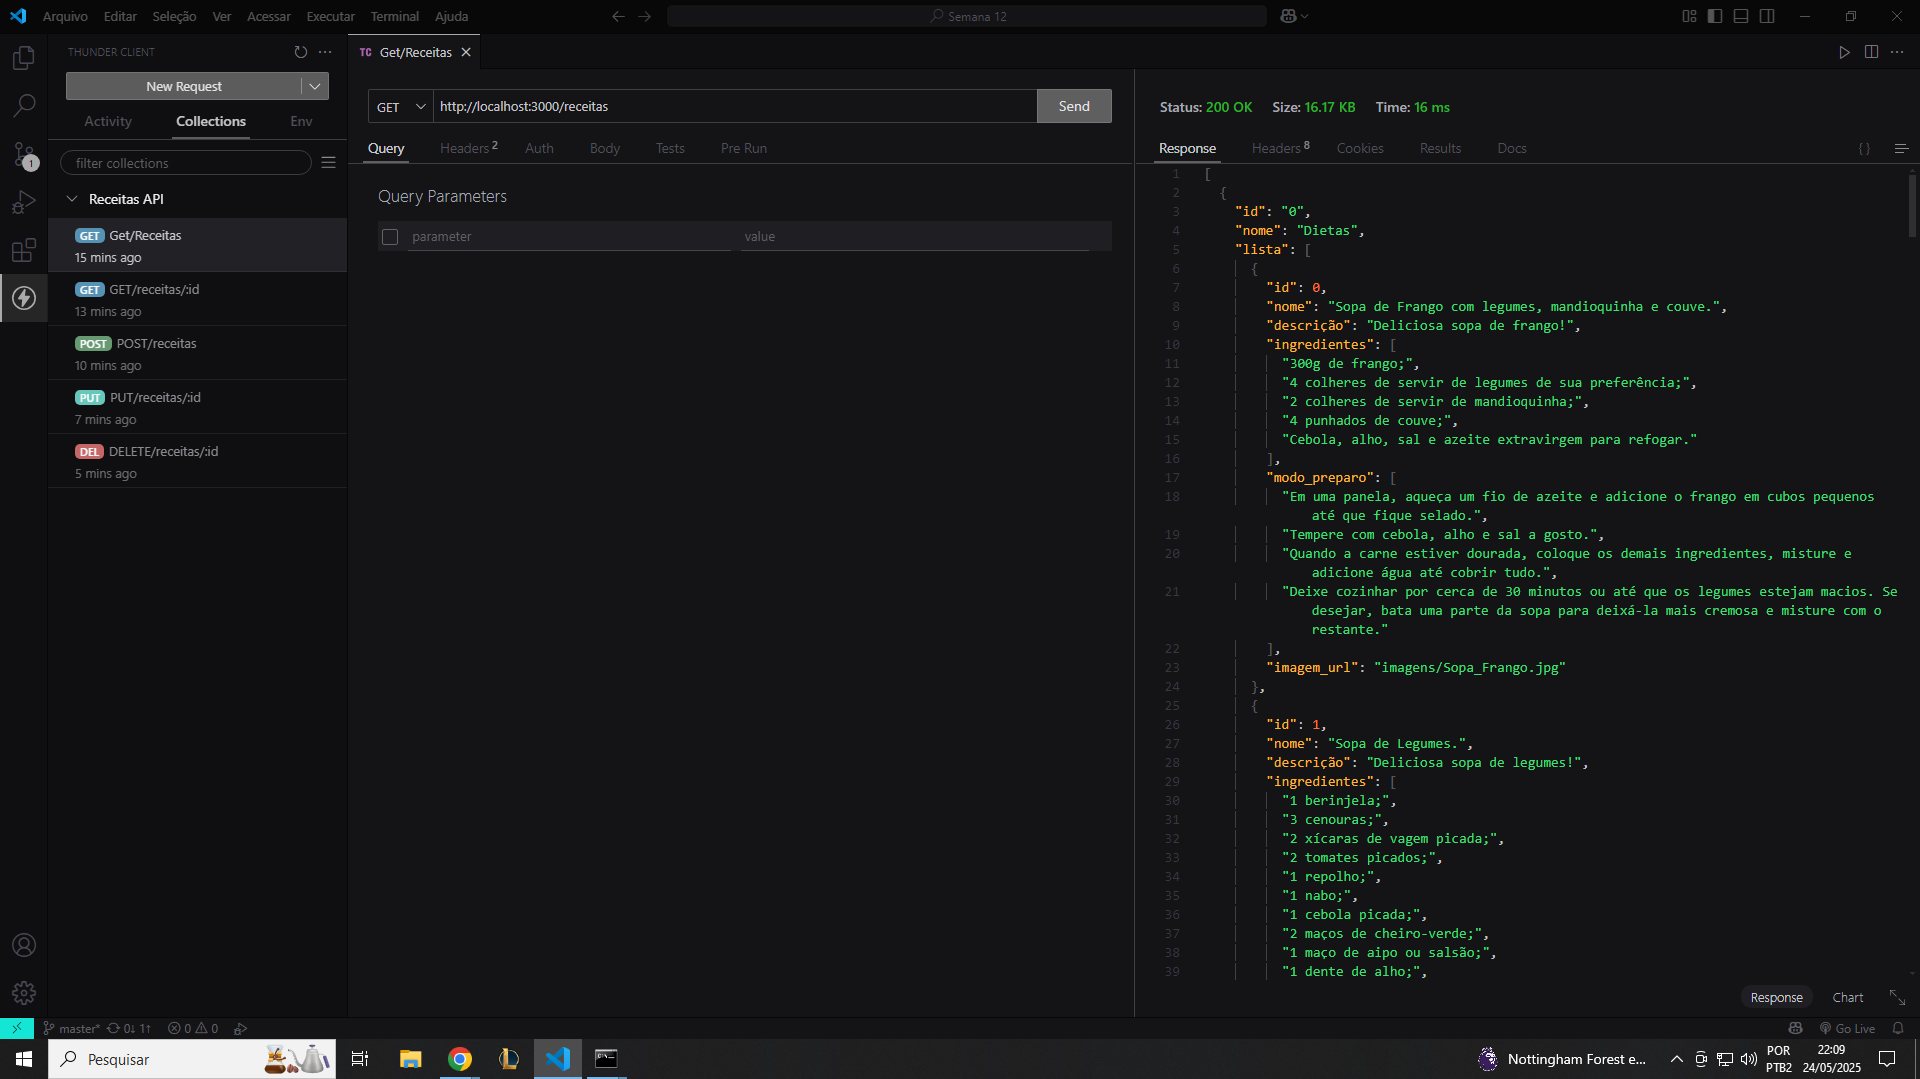 Arquivo Editar Seleção Ver Acessar Executar Terminal Ajuda
Semana 12
THUNDER CLIENT
New Request
Activity Collections Env
filter collections
1
Receitas API
GET Get/Receitas
15 mins ago
GET GET/receitas/:id
13 mins ago
POST POST/receitas
10 mins ago
PUT PUT/receitas/:id
7 mins ago
DEL DELETE/receitas/:id
5 mins ago
TC Get/Receitas
GET http://localhost:3000/receitas Send
Query Headers 2 Auth Body Tests Pre Run
Query Parameters
parameter value
Status: 200 OK Size: 16.17 KB Time: 16 ms
Response Headers 8 Cookies Results Docs { }
1 [
2 {
3 "id": "0",
4 "nome": "Dietas",
5 "lista": [
6 {
7 "id": 0,
8 "nome": "Sopa de Frango com legumes, mandioquinha e couve.",
9 "descrição": "Deliciosa sopa de frango!",
10 "ingredientes": [
11 "300g de frango;",
12 "4 colheres de servir de legumes de sua preferência;",
13 "2 colheres de servir de mandioquinha;",
14 "4 punhados de couve;",
15 "Cebola, alho, sal e azeite extravirgem para refogar."
16 ],
17 "modo_preparo": [
18 "Em uma panela, aqueça um fio de azeite e adicione o frango em cubos pequenos
até que fique selado.",
19 "Tempere com cebola, alho e sal a gosto.",
20 "Quando a carne estiver dourada, coloque os demais ingredientes, misture e
adicione água até cobrir tudo.",
21 "Deixe cozinhar por cerca de 30 minutos ou até que os legumes estejam macios. Se
desejar, bata uma parte da sopa para deixá-la mais cremosa e misture com o
restante."
22 ],
23 "imagem_url": "imagens/Sopa_Frango.jpg"
24 },
25 {
26 "id": 1,
27 "nome": "Sopa de Legumes.",
28 "descrição": "Deliciosa sopa de legumes!",
29 "ingredientes": [
30 "1 berinjela;",
31 "3 cenouras;",
32 "2 xícaras de vagem picada;",
33 "2 tomates picados;",
34 "1 repolho;",
35 "1 nabo;",
36 "1 cebola picada;",
37 "2 maços de cheiro-verde;",
38 "1 maço de aipo ou salsão;",
39 "1 dente de alho;",
Response Chart
master* 0↓ 1↑ 0 0
Go Live
Pesquisar
Nottingham Forest e...
POR
PTB2
22:09
24/05/2025